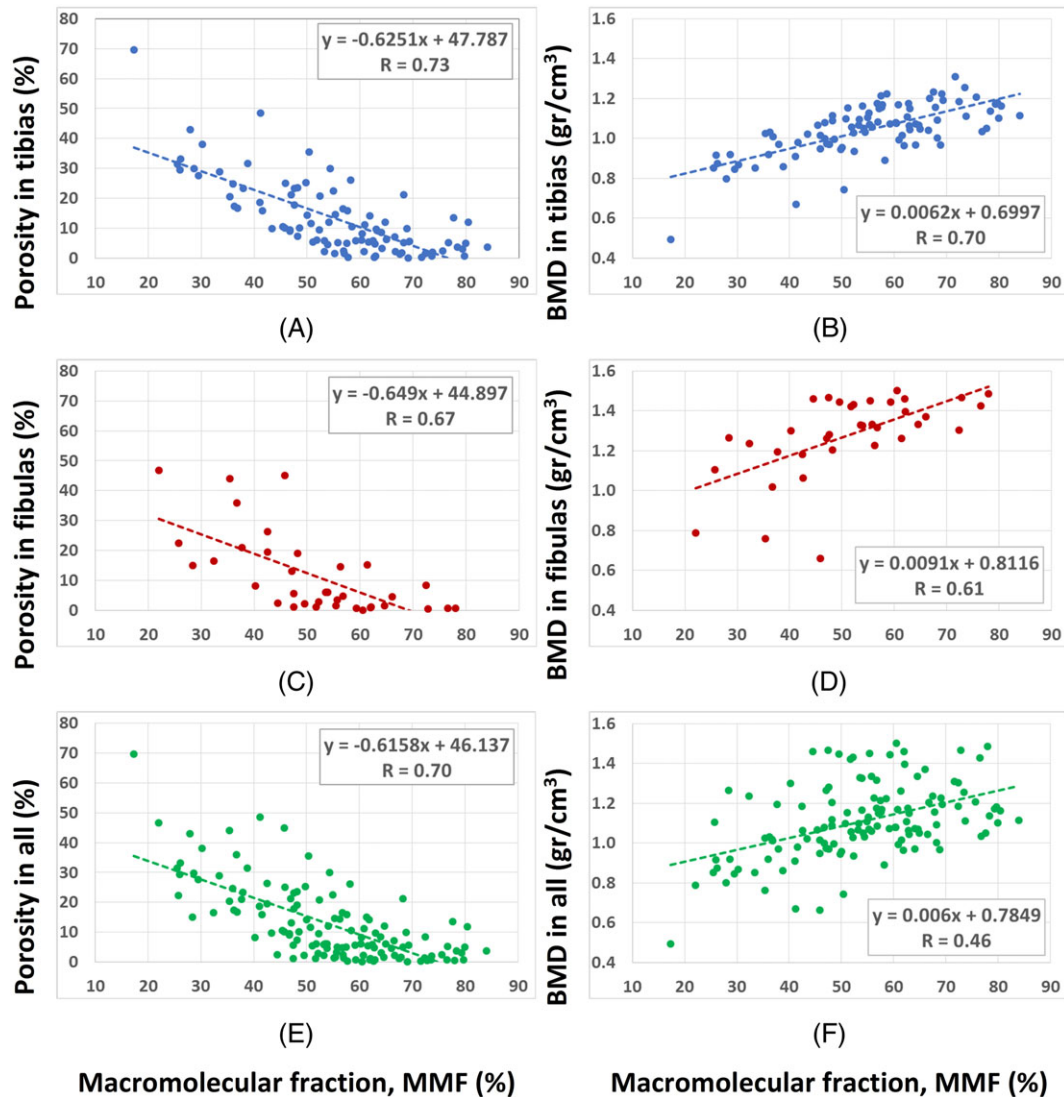 Porosity in tibias (%)
80
70
60
50
40
30
20
10
0
y = -0.6251x + 47.787
R = 0.73
10 20 30 40 50 60 70 80 90
(A)
BMD in tibias (gr/cm³)
1.6
1.4
1.2
1.0
0.8
0.6
0.4
y = 0.0062x + 0.6997
R = 0.70
10 20 30 40 50 60 70 80 90
(B)
Porosity in fibulas (%)
80
70
60
50
40
30
20
10
0
y = -0.649x + 44.897
R = 0.67
10 20 30 40 50 60 70 80 90
(C)
BMD in fibulas (gr/cm³)
1.6
1.4
1.2
1.0
0.8
0.6
0.4
y = 0.0091x + 0.8116
R = 0.61
10 20 30 40 50 60 70 80 90
(D)
Porosity in all (%)
80
70
60
50
40
30
20
10
0
y = -0.6158x + 46.137
R = 0.70
10 20 30 40 50 60 70 80 90
(E)
BMD in all (gr/cm³)
1.6
1.4
1.2
1.0
0.8
0.6
0.4
y = 0.006x + 0.7849
R = 0.46
10 20 30 40 50 60 70 80 90
(F)
Macromolecular fraction, MMF (%)
Macromolecular fraction, MMF (%)